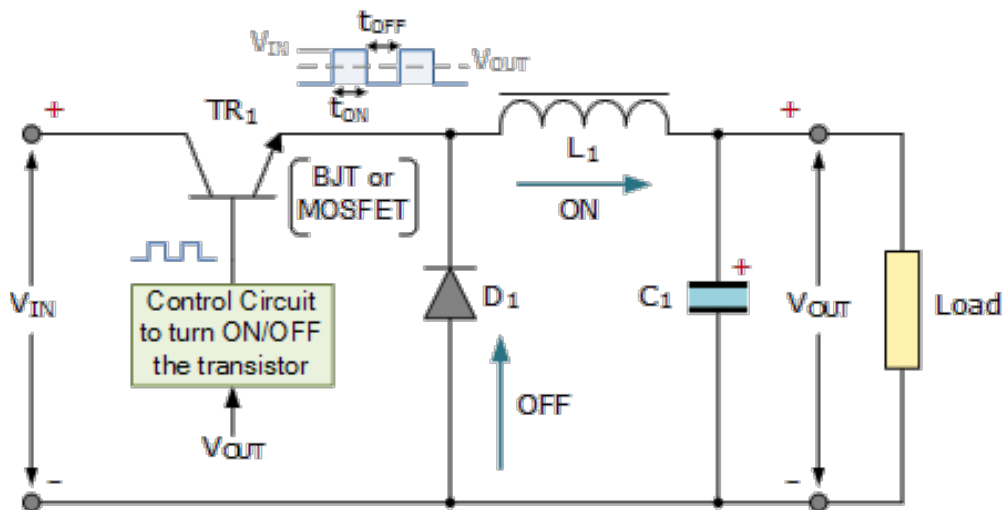 tOFF
VIN
VOUT
tON
+
TR1
+
L1
BJT or
MOSFET
ON
+
VIN
Control Circuit
to turn ON/OFF
the transistor
D1
C1
VOUT
Load
OFF
VOUT
-
-